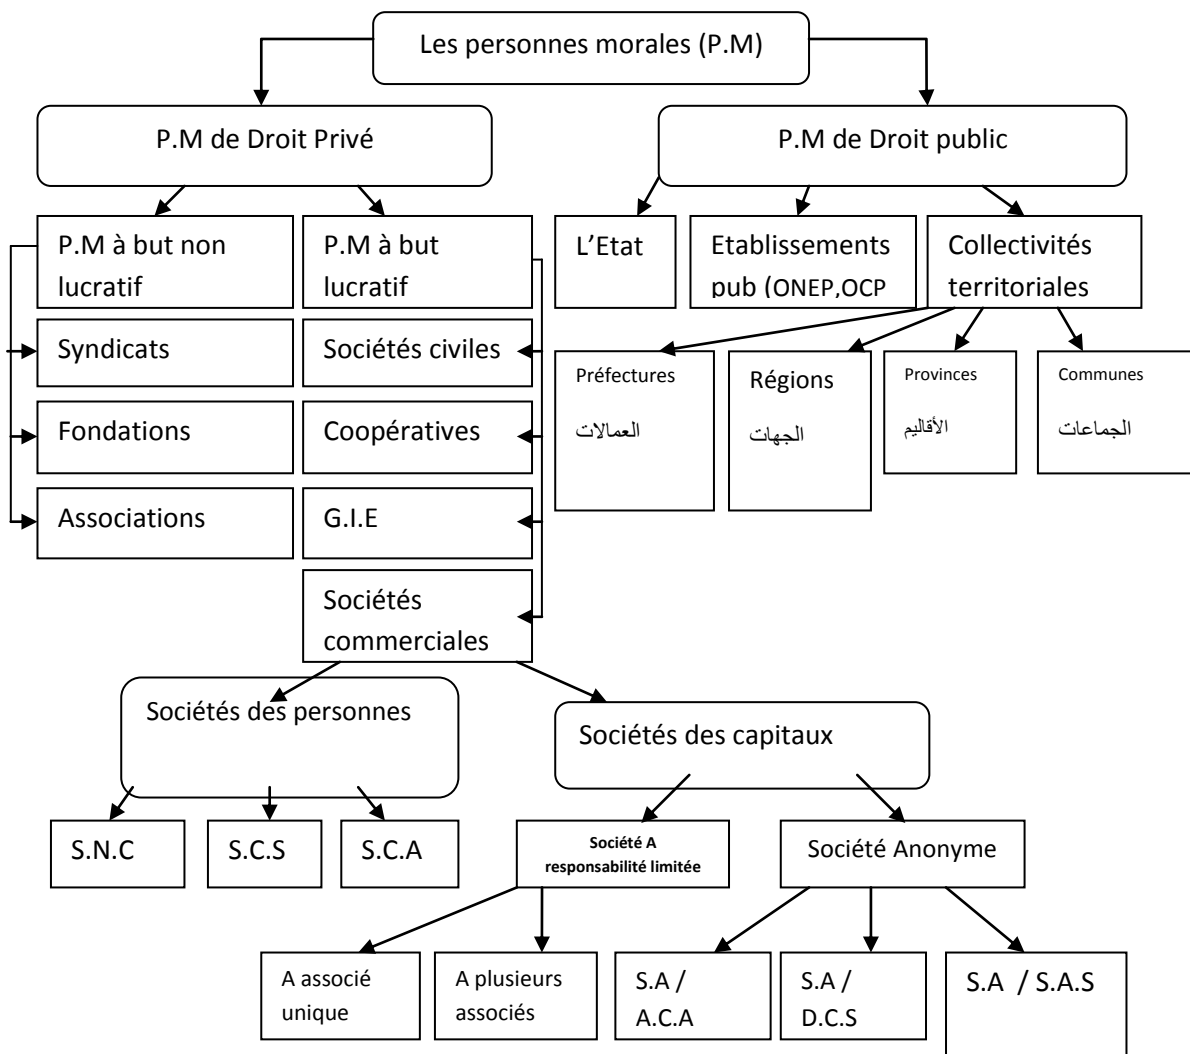 Les personnes morales (P.M)
P.M de Droit Privé
P.M de Droit public
P.M à but non
lucratif
P.M à but
lucratif
L’Etat
Etablissements
pub (ONEP,OCP
Collectivités
territoriales
Syndicats
Sociétés civiles
Préfectures
العمالات
Régions
الجهات
Provinces
الأقاليم
Communes
الجماعات
Fondations
Coopératives
Associations
G.I.E
Sociétés
commerciales
Sociétés des personnes
Sociétés des capitaux
S.N.C
S.C.S
S.C.A
Société A
responsabilité limitée
Société Anonyme
A associé
unique
A plusieurs
associés
S.A /
A.C.A
S.A /
D.C.S
S.A / S.A.S